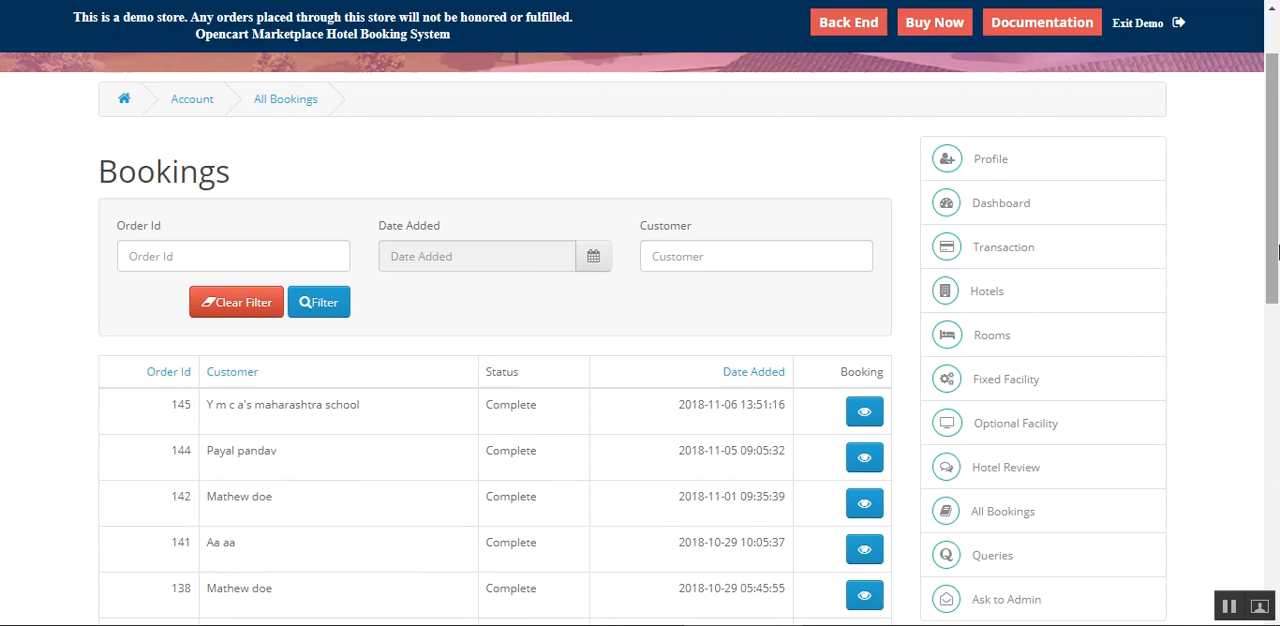 This is a demo store. Any orders placed through this store will not be honored or fulfilled.
Opencart Marketplace Hotel Booking System
Back End
Buy Now
Documentation
Exit Demo
Account
All Bookings
Bookings
Order Id
Date Added
Customer
Order Id
Date Added
Customer
Clear Filter
Filter
Order Id Customer Status Date Added Booking
145 Y m c a's maharashtra school Complete 2018-11-06 13:51:16
144 Payal pandav Complete 2018-11-05 09:05:32
142 Mathew doe Complete 2018-11-01 09:35:39
141 Aa aa Complete 2018-10-29 10:05:37
138 Mathew doe Complete 2018-10-29 05:45:55
Profile
Dashboard
Transaction
Hotels
Rooms
Fixed Facility
Optional Facility
Hotel Review
All Bookings
Q Queries
Ask to Admin